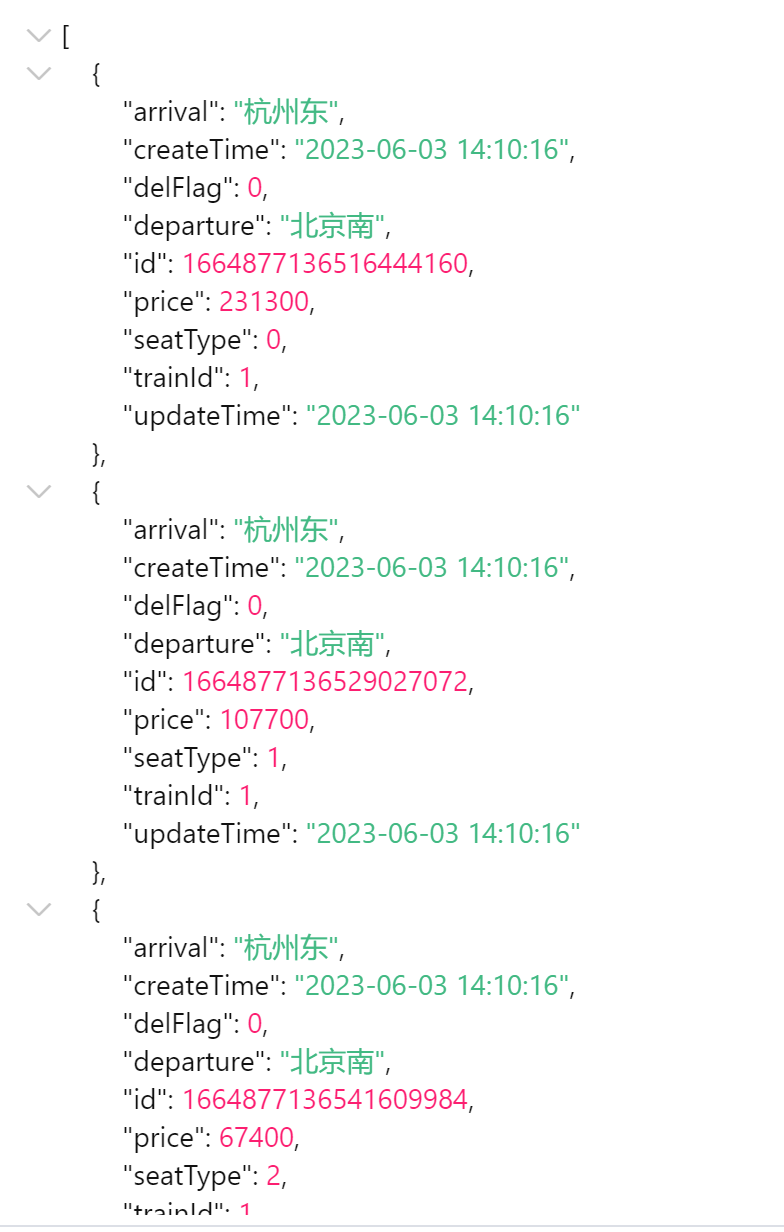 [
{
"arrival": "杭州东",
"createTime": "2023-06-03 14:10:16",
"delFlag": 0,
"departure": "北京南",
"id": 1664877136516444160,
"price": 231300,
"seatType": 0,
"trainId": 1,
"updateTime": "2023-06-03 14:10:16"
},
{
"arrival": "杭州东",
"createTime": "2023-06-03 14:10:16",
"delFlag": 0,
"departure": "北京南",
"id": 1664877136529027072,
"price": 107700,
"seatType": 1,
"trainId": 1,
"updateTime": "2023-06-03 14:10:16"
},
{
"arrival": "杭州东",
"createTime": "2023-06-03 14:10:16",
"delFlag": 0,
"departure": "北京南",
"id": 1664877136541609984,
"price": 67400,
"seatType": 2,
"trainId": 1